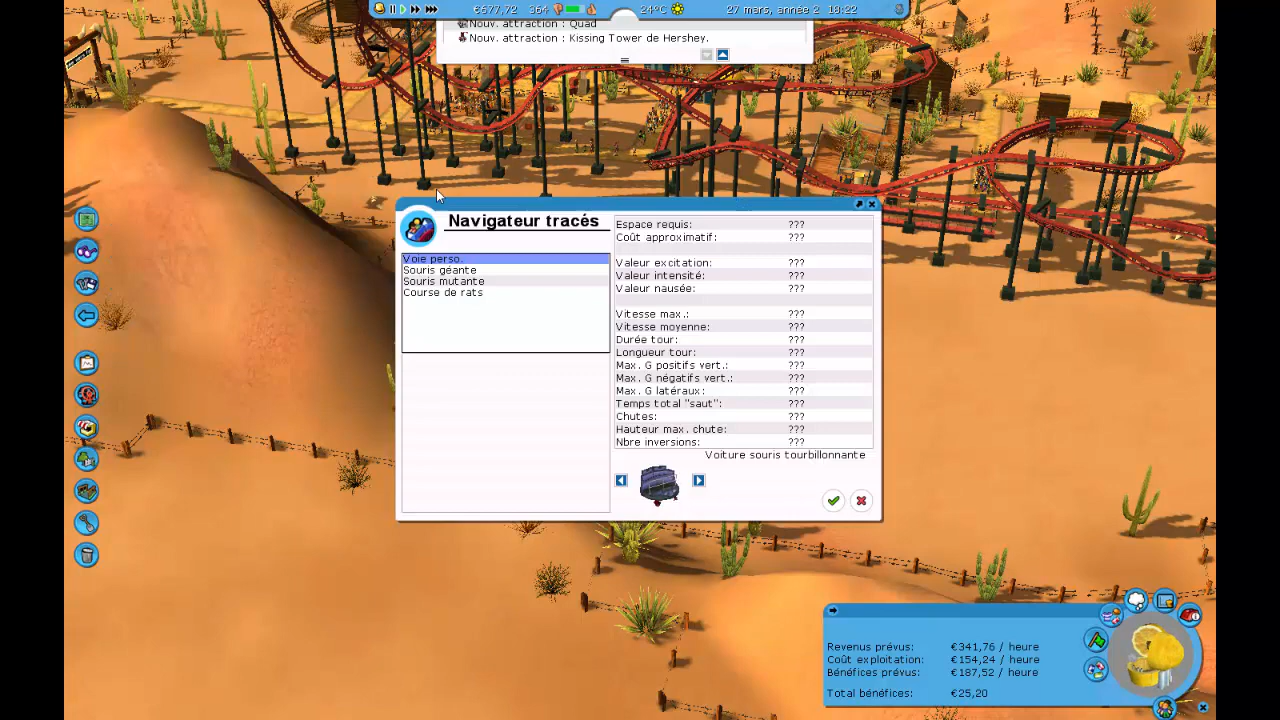 €677,72 364 24°C 27 mars, année 2 18:22
Nouv. attraction : Quad
Nouv. attraction : Kissing Tower de Hershey.
Navigateur tracés
Voie perso.
Souris géante
Souris mutante
Course de rats
Espace requis: ???
Coût approximatif: ???
Valeur excitation: ???
Valeur intensité: ???
Valeur nausée: ???
Vitesse max.: ???
Vitesse moyenne: ???
Durée tour: ???
Longueur tour: ???
Max. G positifs vert.: ???
Max. G négatifs vert.: ???
Max. G latéraux: ???
Temps total "saut": ???
Chutes: ???
Hauteur max. chute: ???
Nbre inversions: ???
Voiture souris tourbillonnante
Revenus prévus: €341,76 / heure
Coût exploitation: €154,24 / heure
Bénéfices prévus: €187,52 / heure
Total bénéfices: €25,20